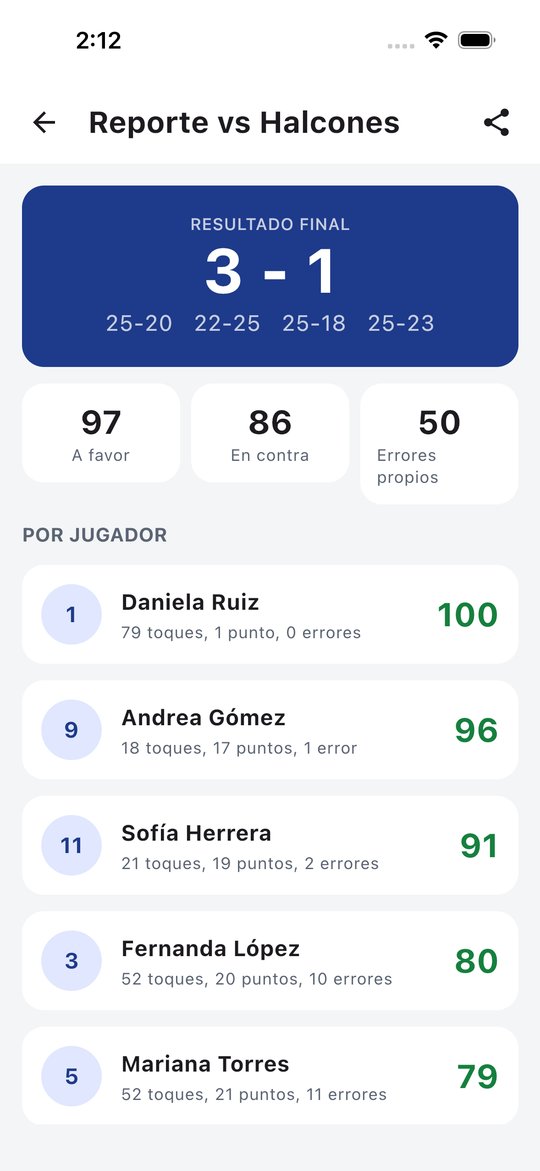 2:12
Reporte vs Halcones
RESULTADO FINAL
3 - 1
25-20 22-25 25-18 25-23
97
A favor
86
En contra
50
Errores
propios
POR JUGADOR
1
Daniela Ruiz
79 toques, 1 punto, 0 errores
100
9
Andrea Gómez
18 toques, 17 puntos, 1 error
96
11
Sofía Herrera
21 toques, 19 puntos, 2 errores
91
3
Fernanda López
52 toques, 20 puntos, 10 errores
80
5
Mariana Torres
52 toques, 21 puntos, 11 errores
79